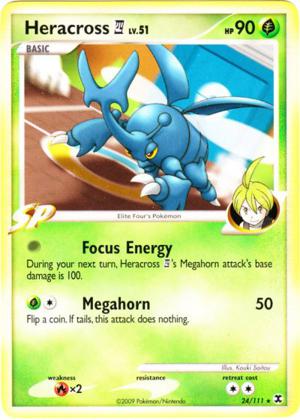 Heracross 4 LV.51 HP 90
BASIC
Elite Four's Pokémon
SP
Focus Energy
During your next turn, Heracross 4's Megahorn attack's base
damage is 100.
Megahorn 50
Flip a coin. If tails, this attack does nothing.
Illus. Kouki Saitou
weakness resistance retreat cost
×2
©2009 Pokémon/Nintendo 24/111 ★